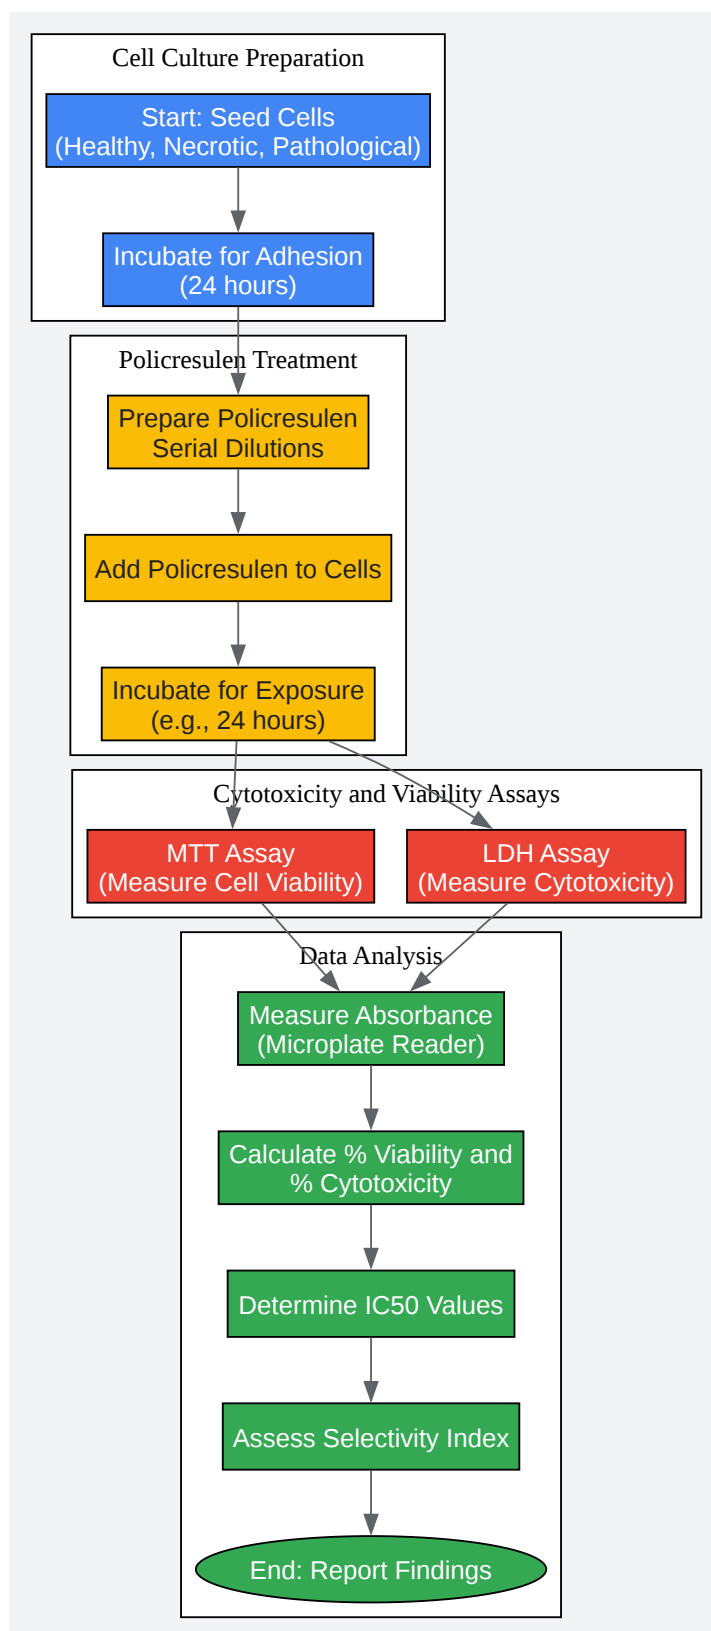 Cell Culture Preparation
Start: Seed Cells
(Healthy, Necrotic, Pathological)
Incubate for Adhesion
(24 hours)
Policresulen Treatment
Prepare Policresulen
Serial Dilutions
Add Policresulen to Cells
Incubate for Exposure
(e.g., 24 hours)
Cytotoxicity and Viability Assays
MTT Assay
(Measure Cell Viability)
LDH Assay
(Measure Cytotoxicity)
Data Analysis
Measure Absorbance
(Microplate Reader)
Calculate % Viability and
% Cytotoxicity
Determine IC50 Values
Assess Selectivity Index
End: Report Findings